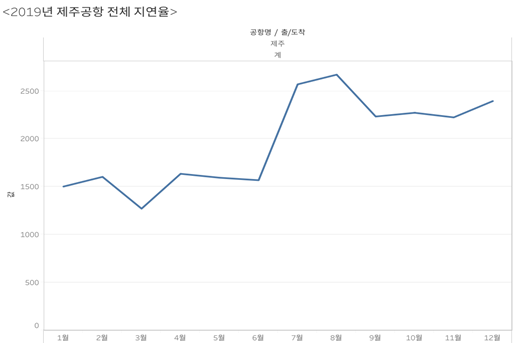 <2019년 제주공항 전체 지연율>
공항명 / 출/도착
제주
계
2500
2000
1500
1000
500
0
값
1월 2월 3월 4월 5월 6월 7월 8월 9월 10월 11월 12월